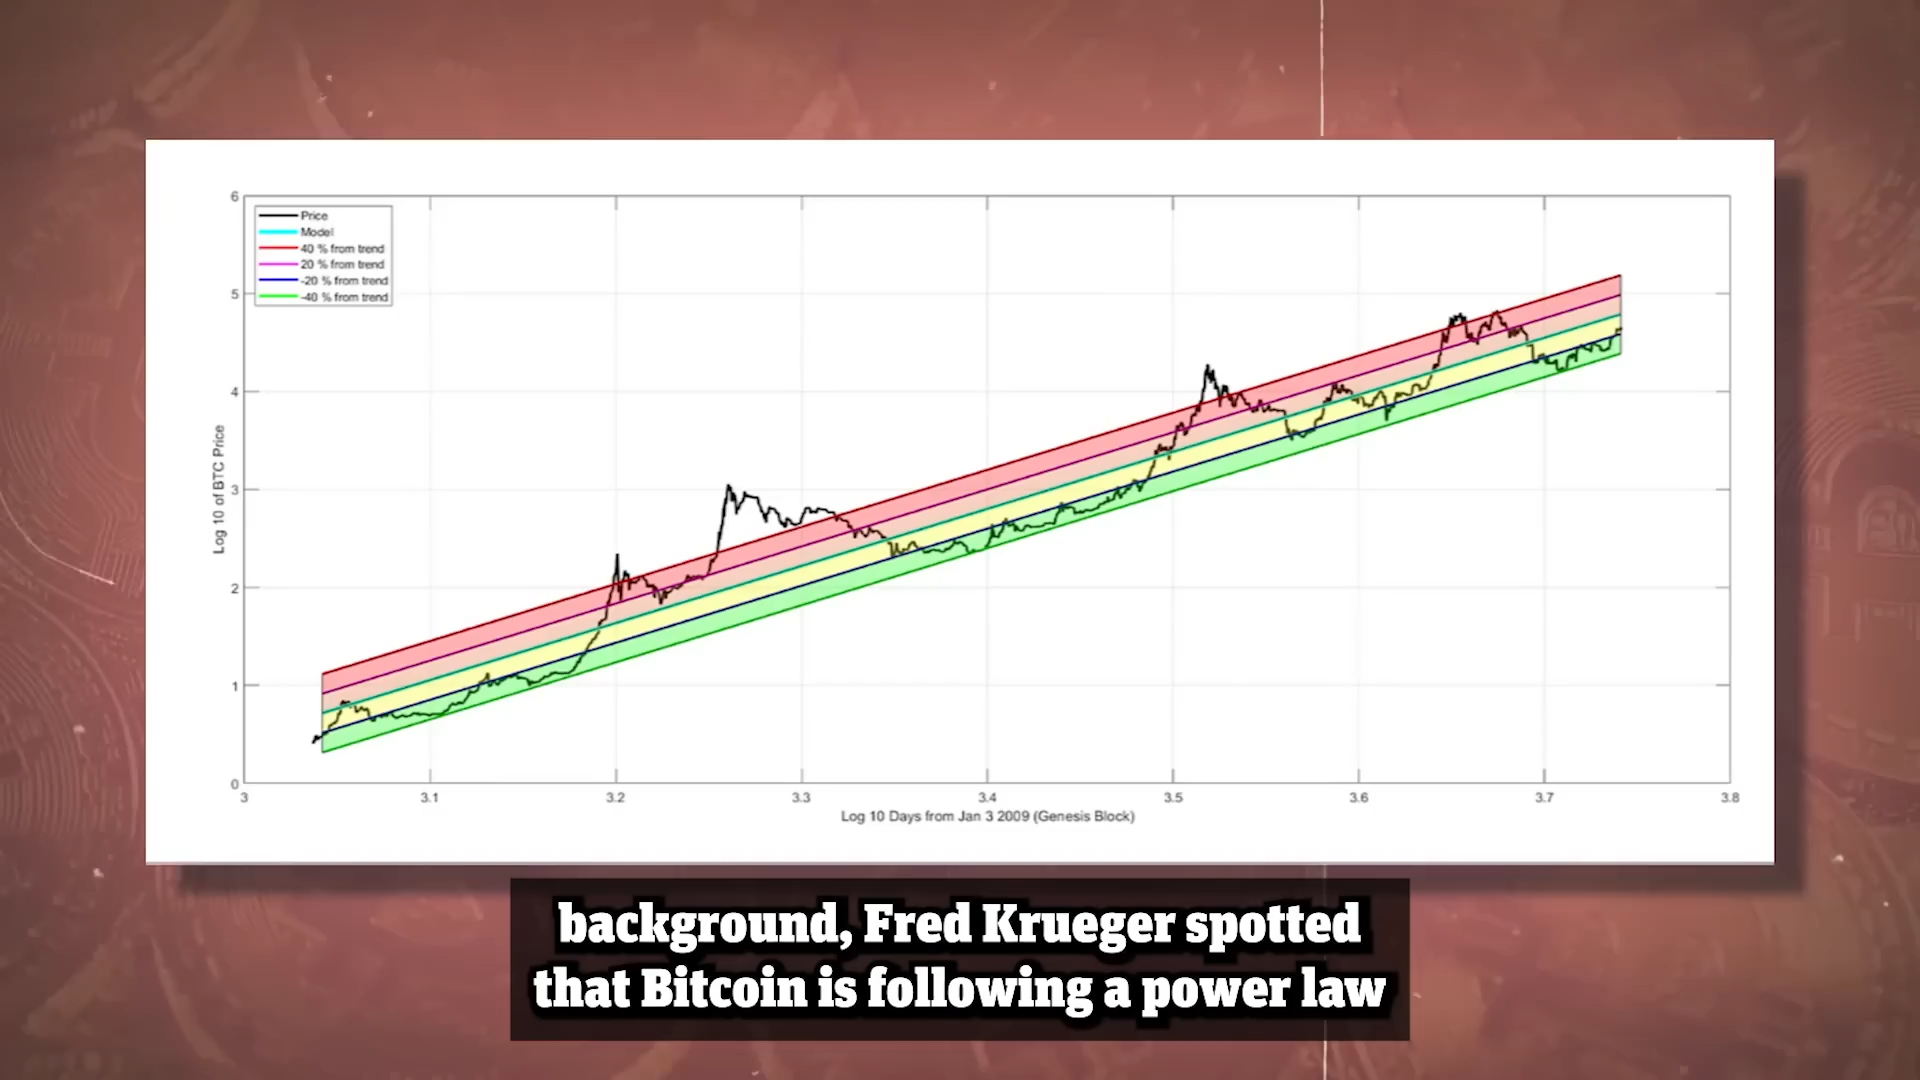 6
Price
Model
40 % from trend
20 % from trend
-20 % from trend
-40 % from trend
5
4
3
2
1
0
Log 10 of BTC Price
3 3.1 3.2 3.3 3.4 3.5 3.6 3.7 3.8
Log 10 Days from Jan 3 2009 (Genesis Block)
background, Fred Krueger spotted
that Bitcoin is following a power law